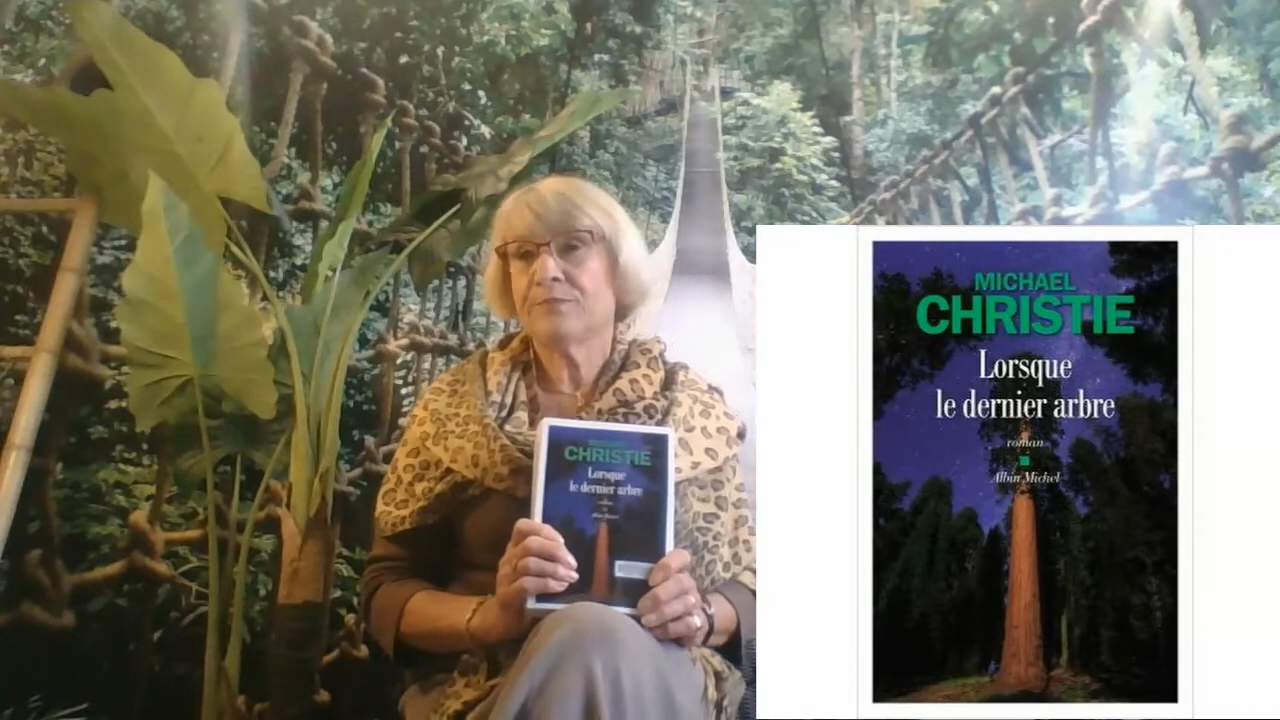 CHRISTIE
Lorsque
le dernier arbre
MICHAEL
CHRISTIE
Lorsque
le dernier arbre
roman
Albin Michel